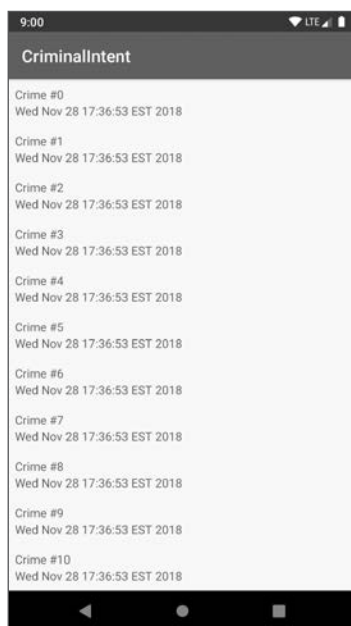 9:00
LTE
CriminalIntent
Crime #0
Wed Nov 28 17:36:53 EST 2018
Crime #1
Wed Nov 28 17:36:53 EST 2018
Crime #2
Wed Nov 28 17:36:53 EST 2018
Crime #3
Wed Nov 28 17:36:53 EST 2018
Crime #4
Wed Nov 28 17:36:53 EST 2018
Crime #5
Wed Nov 28 17:36:53 EST 2018
Crime #6
Wed Nov 28 17:36:53 EST 2018
Crime #7
Wed Nov 28 17:36:53 EST 2018
Crime #8
Wed Nov 28 17:36:53 EST 2018
Crime #9
Wed Nov 28 17:36:53 EST 2018
Crime #10
Wed Nov 28 17:36:53 EST 2018